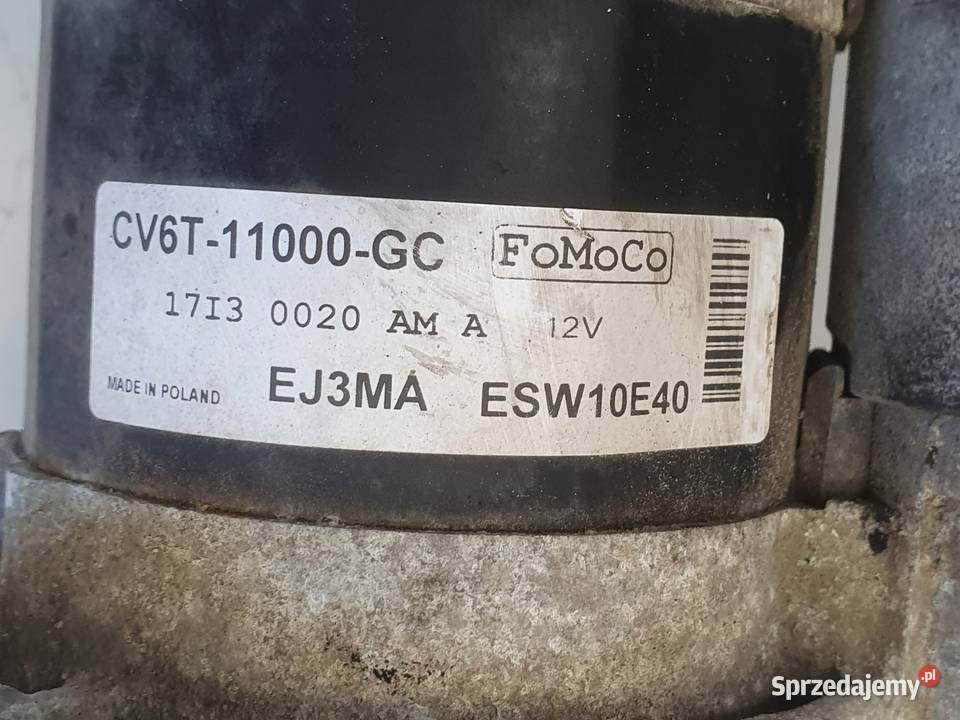 CV6T-11000-GC FoMoCo
17I3 0020 AM A 12V
MADE IN POLAND EJ3MA ESW10E40
Sprzedajemy.pl